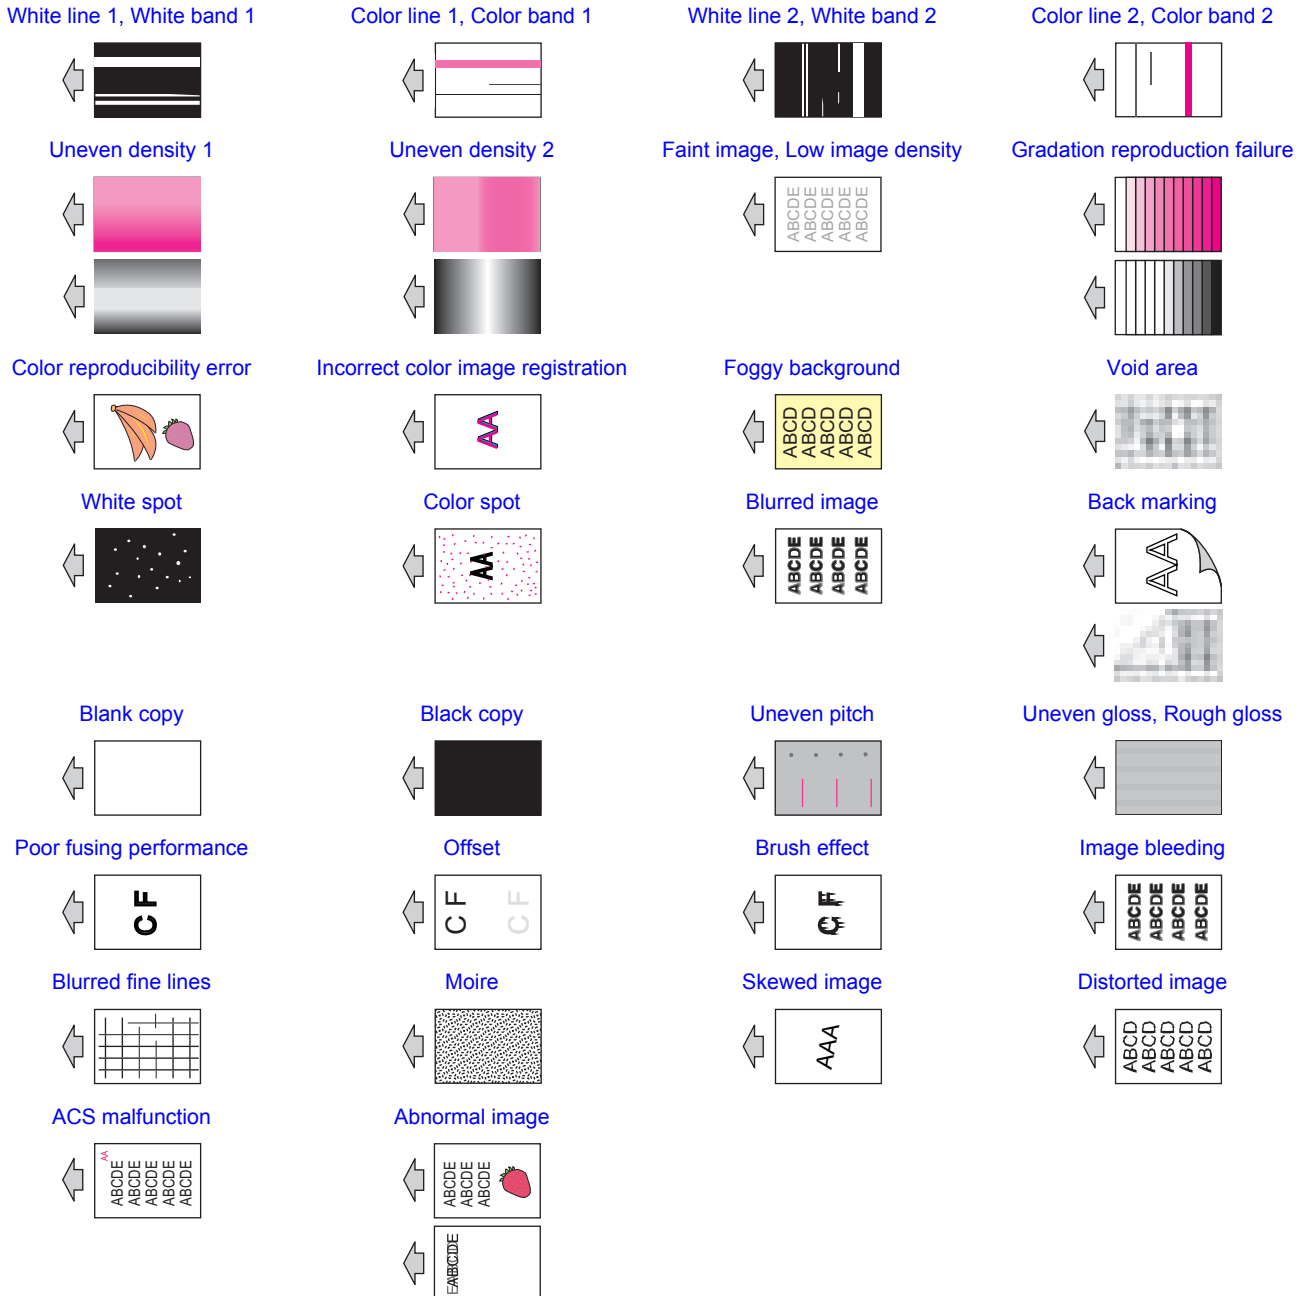 White line 1, White band 1
Color line 1, Color band 1
White line 2, White band 2
Color line 2, Color band 2
Uneven density 1
Uneven density 2
Faint image, Low image density
ABCDE
ABCDE
ABCDE
ABCDE
ABCDE
Gradation reproduction failure
Color reproducibility error
Incorrect color image registration
AA
Foggy background
ABCD
ABCD
ABCD
ABCD
ABCD
Void area
White spot
Color spot
AA
Blurred image
ABCDE
ABCDE
ABCDE
ABCDE
Back marking
AA
Blank copy
Black copy
Uneven pitch
Uneven gloss, Rough gloss
Poor fusing performance
C F
Offset
C F
C F
Brush effect
C F
Image bleeding
ABCDE
ABCDE
ABCDE
ABCDE
Blurred fine lines
Moire
Skewed image
AAA
Distorted image
ABCD
ABCD
ABCD
ABCD
ABCD
ACS malfunction
AA
ABCDE
ABCDE
ABCDE
ABCDE
ABCDE
Abnormal image
ABCDE
ABCDE
ABCDE
ABCDE